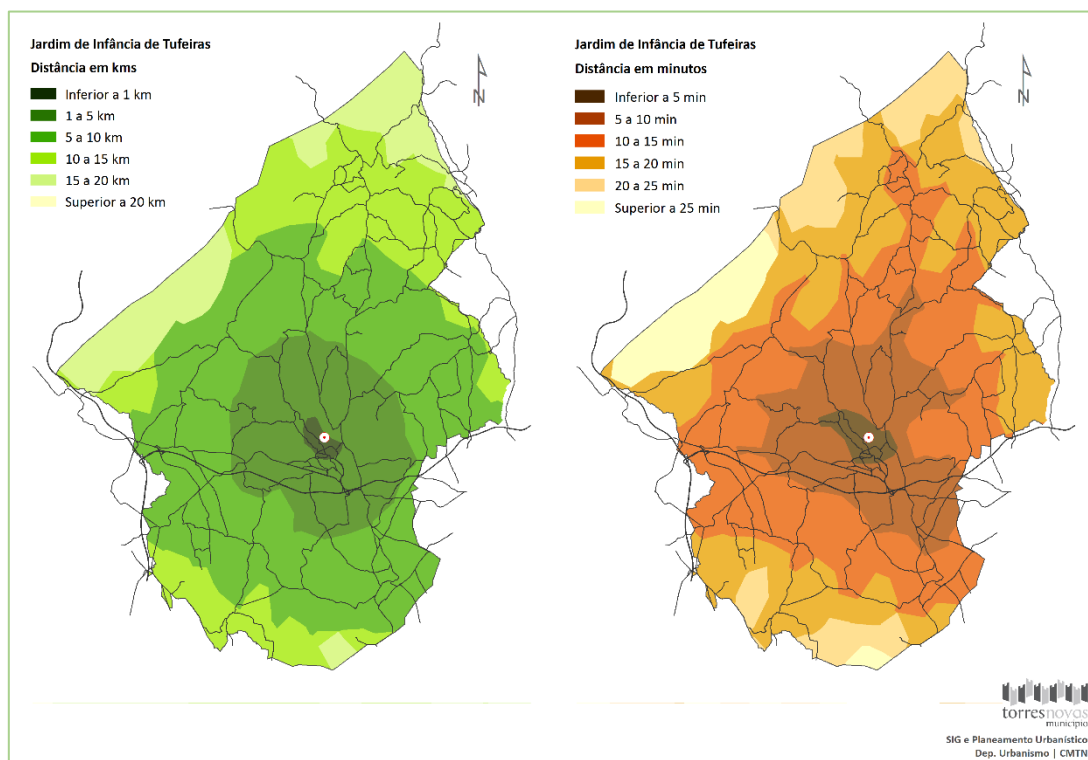 Jardim de Infância de Tufeiras
Distância em kms
Inferior a 1 km
1 a 5 km
5 a 10 km
10 a 15 km
15 a 20 km
Superior a 20 km
N
Jardim de Infância de Tufeiras
Distância em minutos
Inferior a 5 min
5 a 10 min
10 a 15 min
15 a 20 min
20 a 25 min
Superior a 25 min
N
torresnovas
município
SIG e Planeamento Urbanístico
Dep. Urbanismo | CMTN